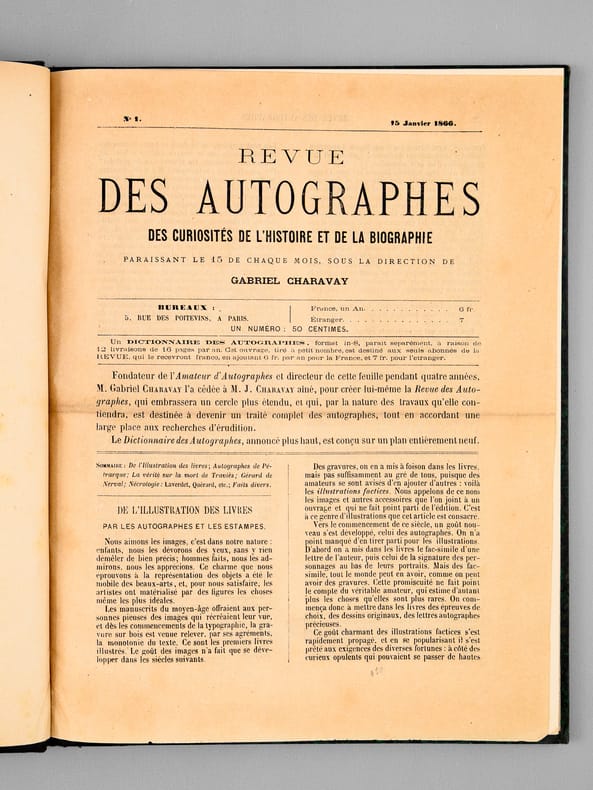 N° 1.
15 Janvier 1866.
REVUE
DES AUTOGRAPHES
DES CURIOSITÉS DE L'HISTOIRE ET DE LA BIOGRAPHIE
PARAISSANT LE 15 DE CHAQUE MOIS, SOUS LA DIRECTION DE
GABRIEL CHARAVAY
BUREAUX :
5, RUE DES POITEVINS, A PARIS.
France, un An. . . . . . . . . . . . 6 fr.
Étranger. . . . . . . . . . . . . . 7
UN NUMÉRO : 50 CENTIMES.
Un DICTIONNAIRE DES AUTOGRAPHES, format in-8, paraît séparément, à raison de
12 livraisons de 16 pages par an. Cet ouvrage, tiré à petit nombre, est destiné aux seuls abonnés de la
REVUE, qui le recevront franco, en ajoutant 6 fr. par an pour la France, et 7 fr. pour l'étranger.
Fondateur de l'Amateur d'Autographes et directeur de cette feuille pendant quatre années,
M. Gabriel CHARAVAY l'a cédée à M. J. CHARAVAY aîné, pour créer lui-même la Revue des Auto-
graphes, qui embrassera un cercle plus étendu, et qui, par la nature des travaux qu'elle con-
tiendra, est destinée à devenir un traité complet des autographes, tout en accordant une
large place aux recherches d'érudition.
Le Dictionnaire des Autographes, annoncé plus haut, est conçu sur un plan entièrement neuf.
SOMMAIRE : De l'Illustration des livres; Autographes de Pé-
trarque; La vérité sur la mort de Traviès; Gérard de
Nerval; Nécrologie: Laverdet, Quérard, etc.; Faits divers.
DE L'ILLUSTRATION DES LIVRES
PAR LES AUTOGRAPHES ET LES ESTAMPES.
Nous aimons les images, c'est dans notre nature :
enfants, nous les dévorons des yeux, sans y rien
démêler de bien précis; hommes faits, nous les ad-
mirons, nous les apprécions. Ce charme que nous
éprouvons à la représentation des objets a été le
mobile des beaux-arts, et, pour nous satisfaire, les
artistes ont matérialisé par des figures les choses
même les plus idéales.
Les manuscrits du moyen-âge offraient aux per-
sonnes pieuses des images qui récréaient leur vue,
et dès les commencements de la typographie, la gra-
vure sur bois est venue relever, par ses agréments,
la monotonie du texte. Ce sont les premiers livres
illustrés. Le goût des images n'a fait que se déve-
lopper dans les siècles suivants.
Des gravures, on en a mis à foison dans les livres,
mais pas suffisamment au gré de tous, puisque des
amateurs se sont avisés d'en ajouter d'autres : voilà
les illustrations factices. Nous appelons de ce nom
les images et autres accessoires que l'on joint à un
ouvrage et qui ne font point parti de l'édition. C'est
à ce genre d'illustrations que cet article est consacré.
Vers le commencement de ce siècle, un goût nou-
veau s'est développé, celui des autographes. On n'a
point manqué d'en tirer parti pour les illustrations.
D'abord on a mis dans les livres le fac-simile d'une
lettre de l'auteur, puis celui de la signature des per-
sonnages au bas de leurs portraits. Mais des fac-
simile, tout le monde peut en avoir, comme on peut
avoir des gravures. Cette promiscuité ne fait point
le compte du véritable amateur, qui estime d'autant
plus les choses qu'elles sont plus rares. On com-
mença donc à mettre dans les livres des épreuves de
choix, des dessins originaux, des lettres autographes
précieuses.
Ce goût charmant des illustrations factices s'est
rapidement propagé, et en se popularisant il s'est
prêté aux exigences des diverses fortunes : à côté des
curieux opulents qui pouvaient se passer de hautes